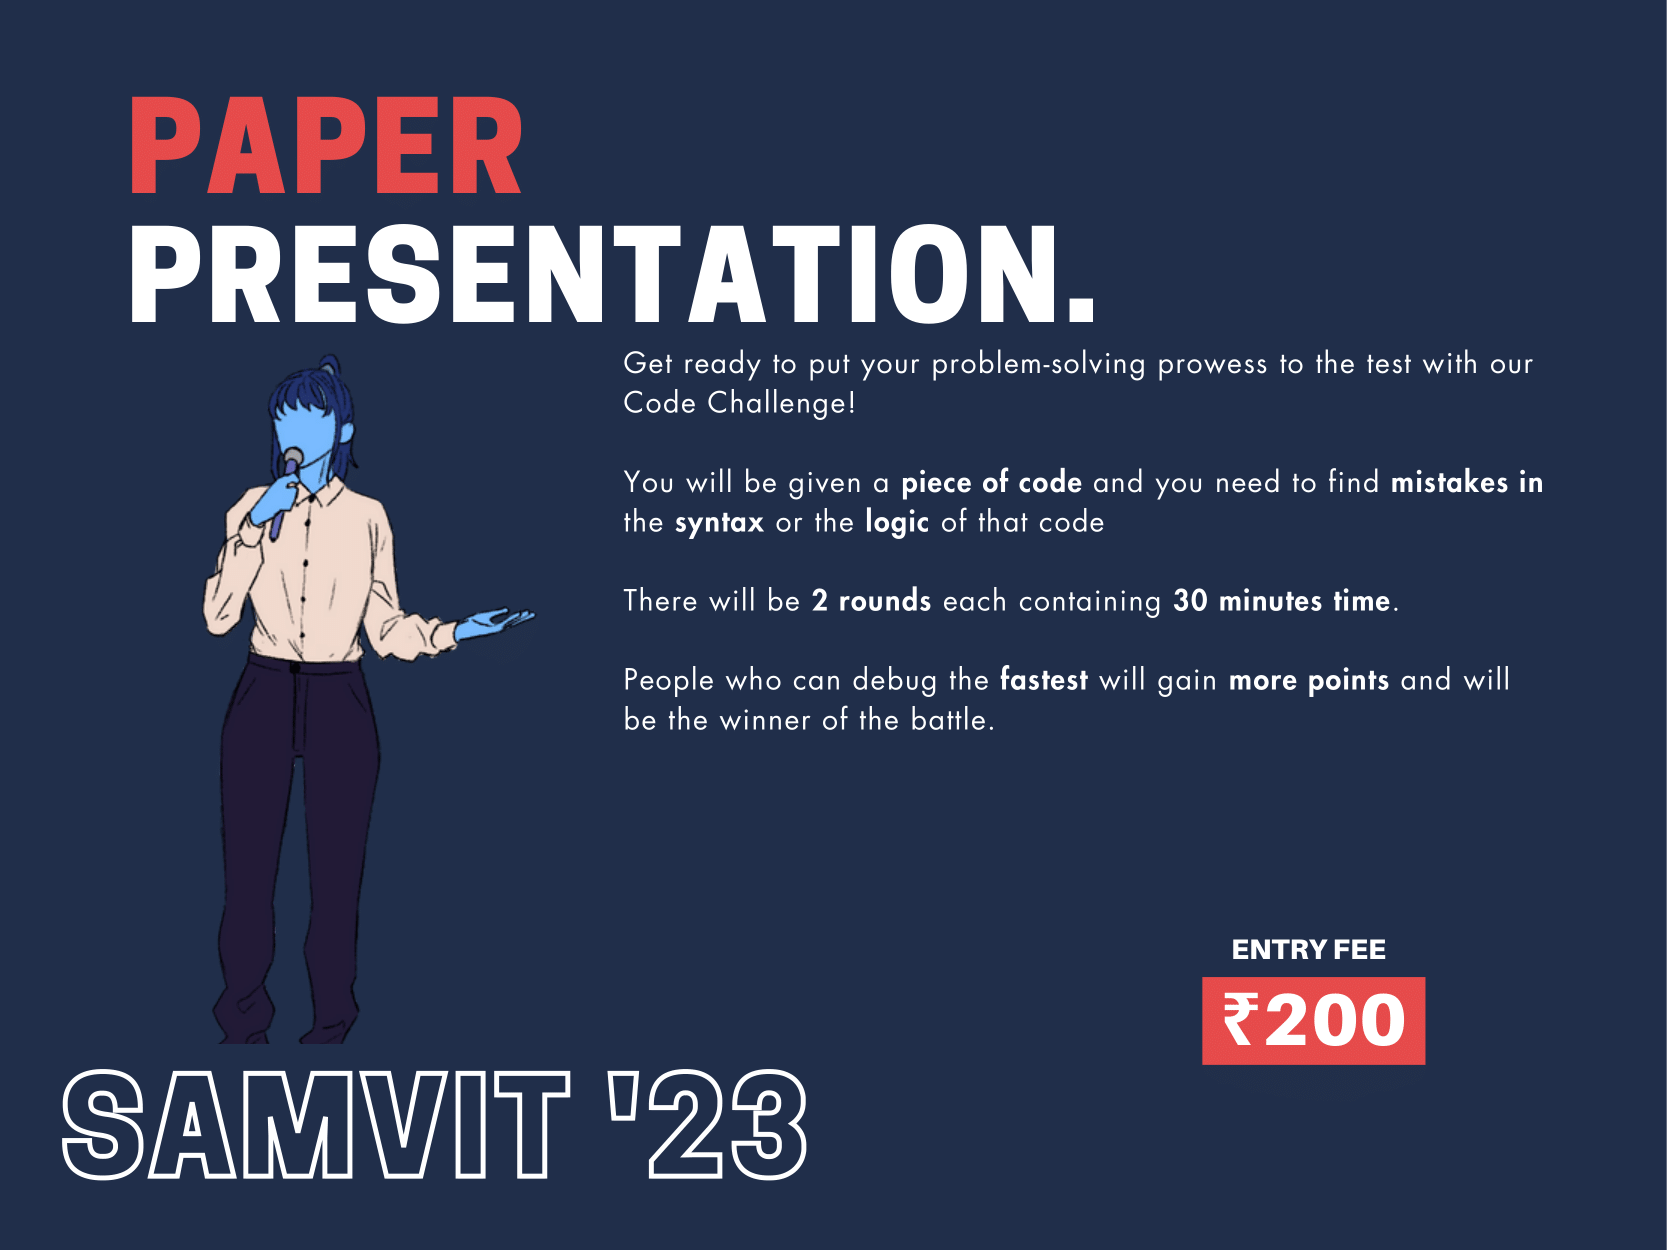 PAPER
PRESENTATION.
Get ready to put your problem-solving prowess to the test with our
Code Challenge!
You will be given a piece of code and you need to find mistakes in
the syntax or the logic of that code
There will be 2 rounds each containing 30 minutes time.
People who can debug the fastest will gain more points and will
be the winner of the battle.
ENTRY FEE
₹200
SAMVIT '23